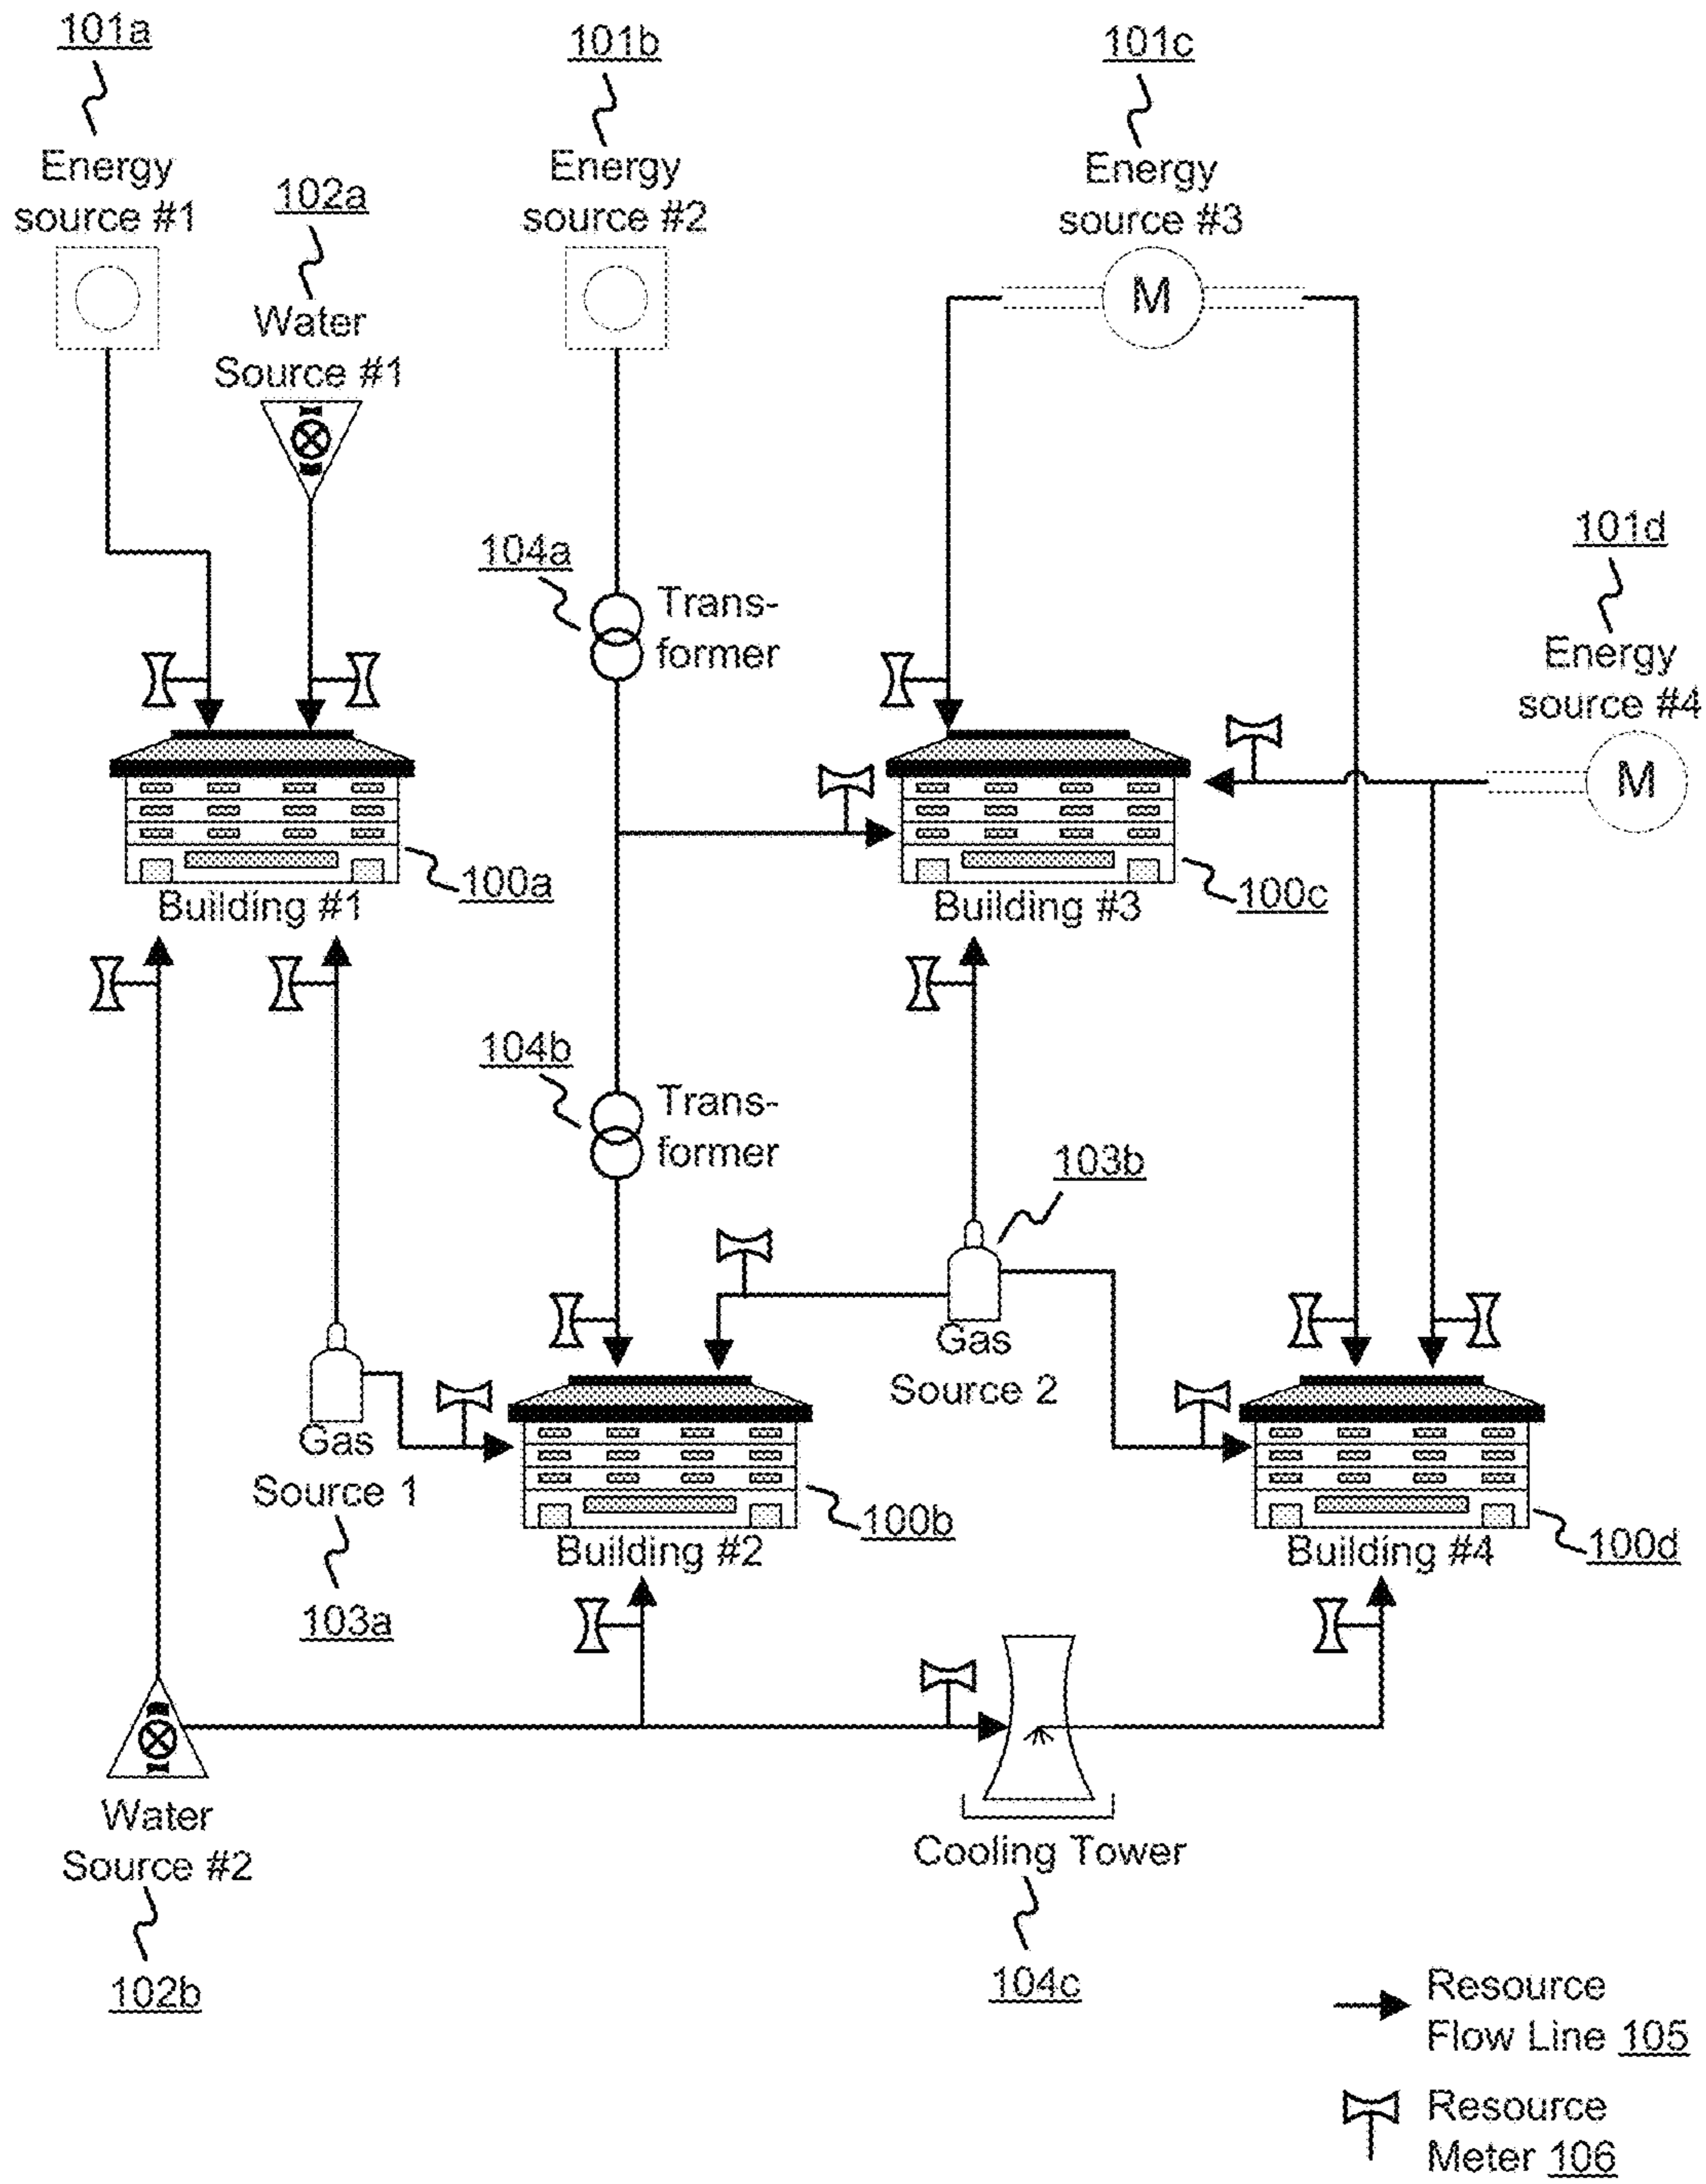 101a
101b
101c
Energy
source #1
102a
Energy
source #2
Energy
source #3
Water
Source #1
M
101d
104a
Trans-
former
Energy
source #4
M
100a
Building #1
100c
Building #3
104b
Trans-
former
103b
Gas
Source 2
Gas
Source 1
100b
Building #2
100d
Building #4
103a
Water
Source #2
Cooling Tower
102b
104c
Resource
Flow Line 105
Resource
Meter 106